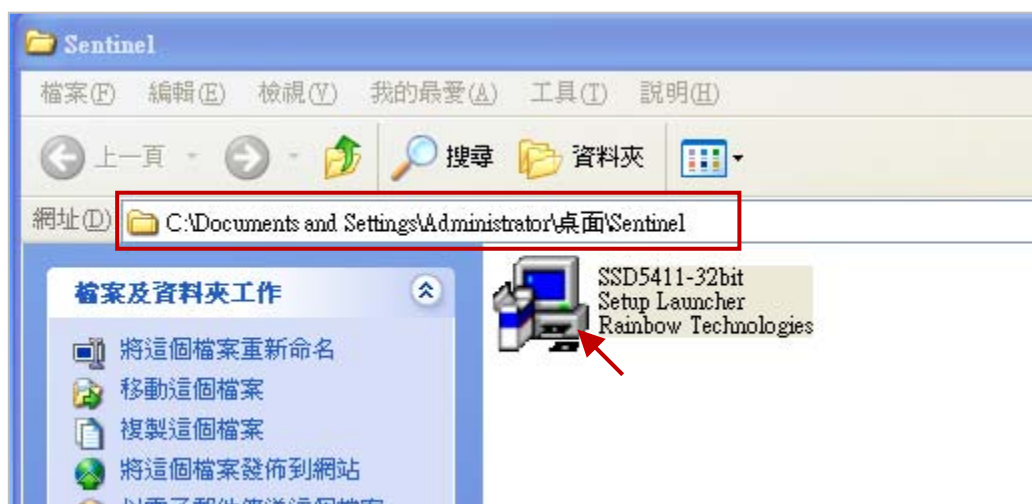 Sentinel
檔案(F) 編輯(E) 檢視(V) 我的最愛(A) 工具(T) 說明(H)
上一頁 搜尋 資料夾
網址(D) C:\Documents and Settings\Administrator\桌面\Sentinel
檔案及資料夾工作
將這個檔案重新命名
移動這個檔案
複製這個檔案
將這個檔案發佈到網站
SSD5411-32bit
Setup Launcher
Rainbow Technologies